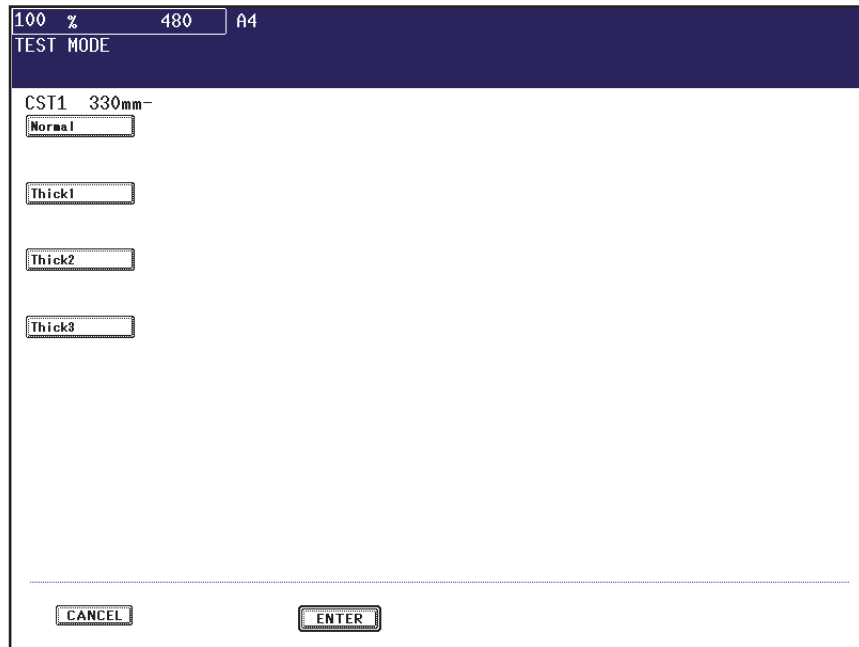 100 % 480 A4
TEST MODE
CST1 330mm-
Normal
Thick1
Thick2
Thick3
CANCEL ENTER